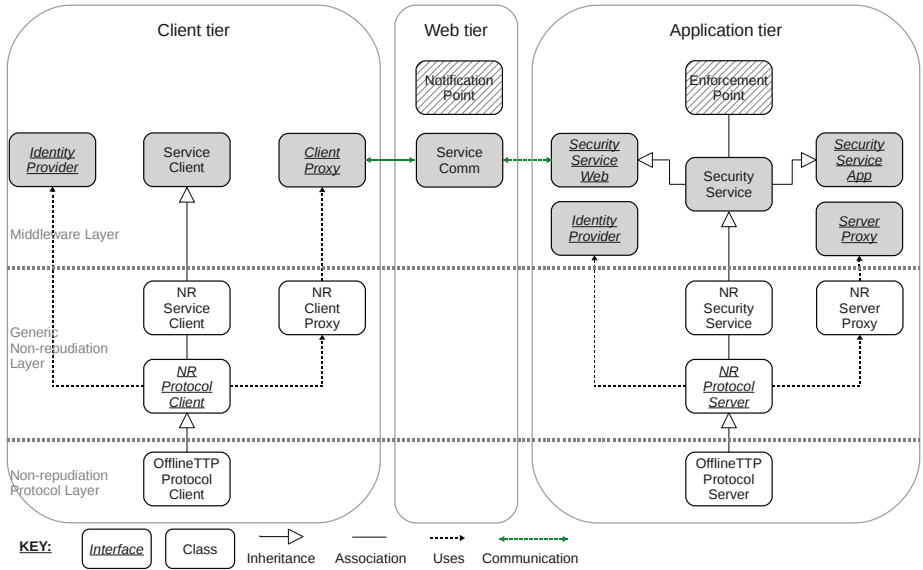 Client tier
Web tier
Application tier
Notification
Point
Enforcement
Point
Identity
Provider
Service
Client
Client
Proxy
Service
Comm
Security
Service
Web
Security
Service
Security
Service
App
Identity
Provider
Server
Proxy
Middleware Layer
NR
Service
Client
NR
Client
Proxy
NR
Security
Service
NR
Server
Proxy
Generic
Non-repudiation
Layer
NR
Protocol
Client
NR
Protocol
Server
OfflineTTP
Protocol
Client
OfflineTTP
Protocol
Server
Non-repudiation
Protocol Layer
KEY:
Interface
Class
Inheritance
Association
Uses
Communication